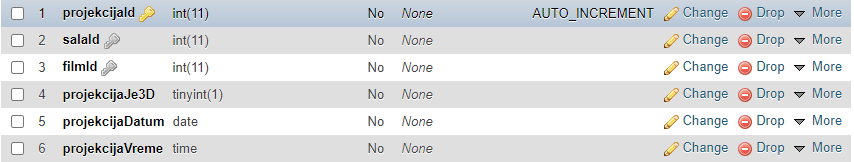 1 projekcijaId int(11) No None AUTO_INCREMENT Change Drop More
2 salaId int(11) No None Change Drop More
3 filmId int(11) No None Change Drop More
4 projekcijaJe3D tinyint(1) No None Change Drop More
5 projekcijaDatum date No None Change Drop More
6 projekcijaVreme time No None Change Drop More